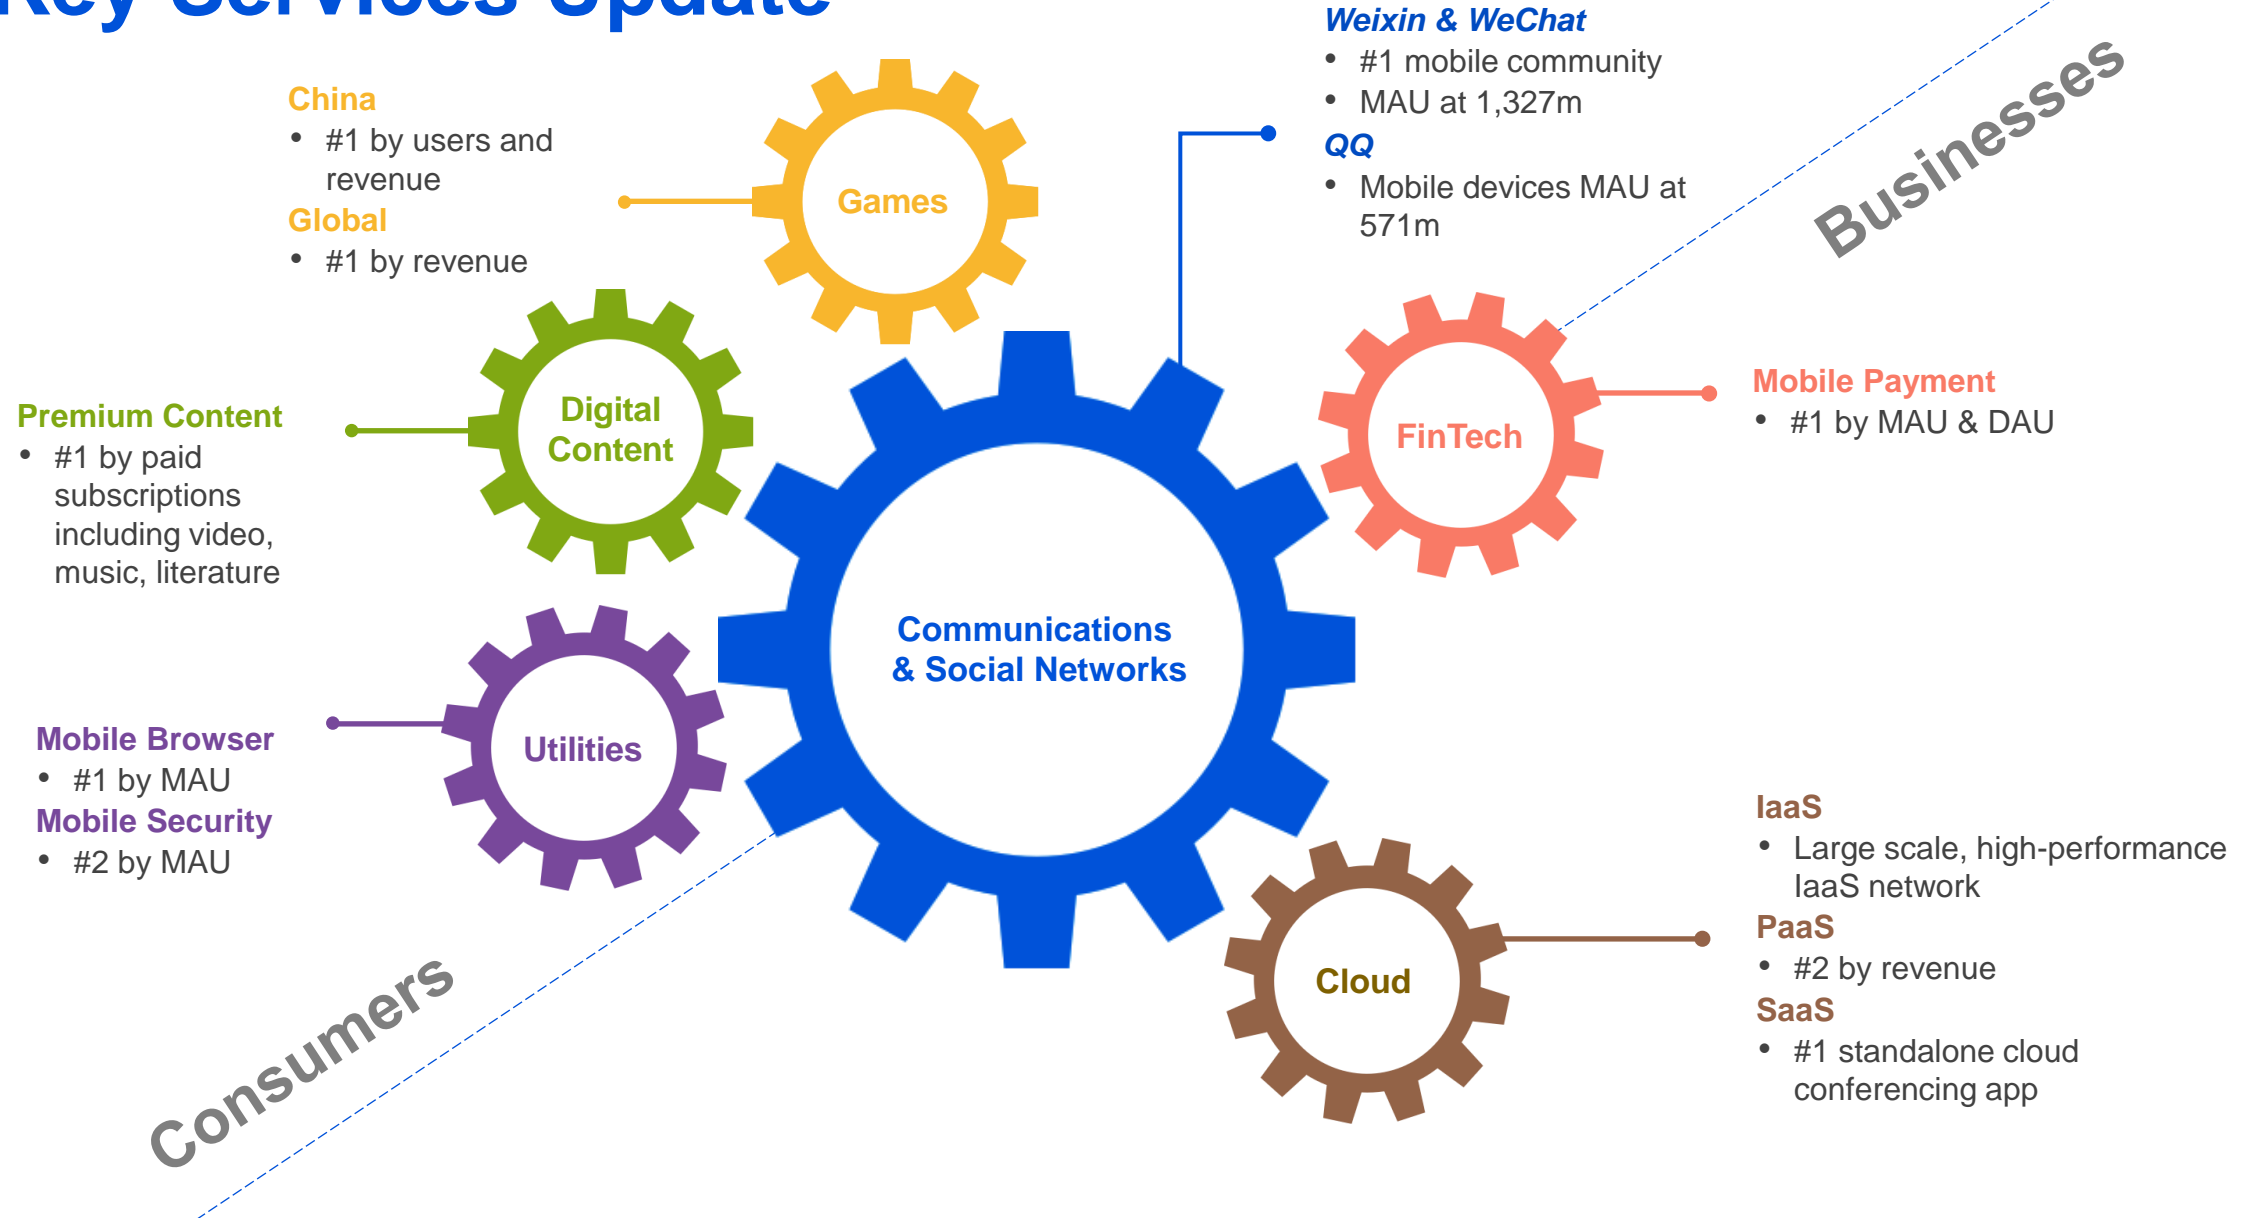 Key Services Update
Weixin & WeChat
• #1 mobile community
• MAU at 1,327m
QQ
• Mobile devices MAU at
571m
Businesses
China
• #1 by users and
revenue
Global
• #1 by revenue
Games
Digital
Content
Premium Content
• #1 by paid
subscriptions
including video,
music, literature
FinTech
Mobile Payment
• #1 by MAU & DAU
Communications
& Social Networks
Utilities
Mobile Browser
• #1 by MAU
Mobile Security
• #2 by MAU
Cloud
IaaS
• Large scale, high-performance
IaaS network
PaaS
• #2 by revenue
SaaS
• #1 standalone cloud
conferencing app
Consumers